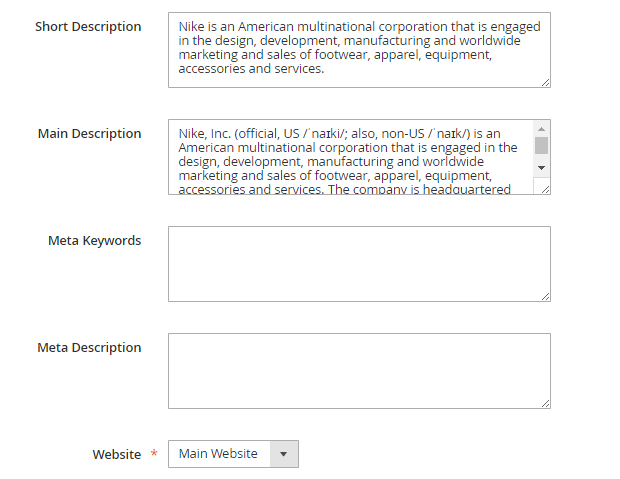 Short Description
Nike is an American multinational corporation that is engaged
in the design, development, manufacturing and worldwide
marketing and sales of footwear, apparel, equipment,
accessories and services.
Main Description
Nike, Inc. (official, US /ˈnaɪki/; also, non-US /ˈnaɪk/) is an
American multinational corporation that is engaged in the
design, development, manufacturing and worldwide
marketing and sales of footwear, apparel, equipment,
accessories and services. The company is headquartered
Meta Keywords
Meta Description
Website *
Main Website